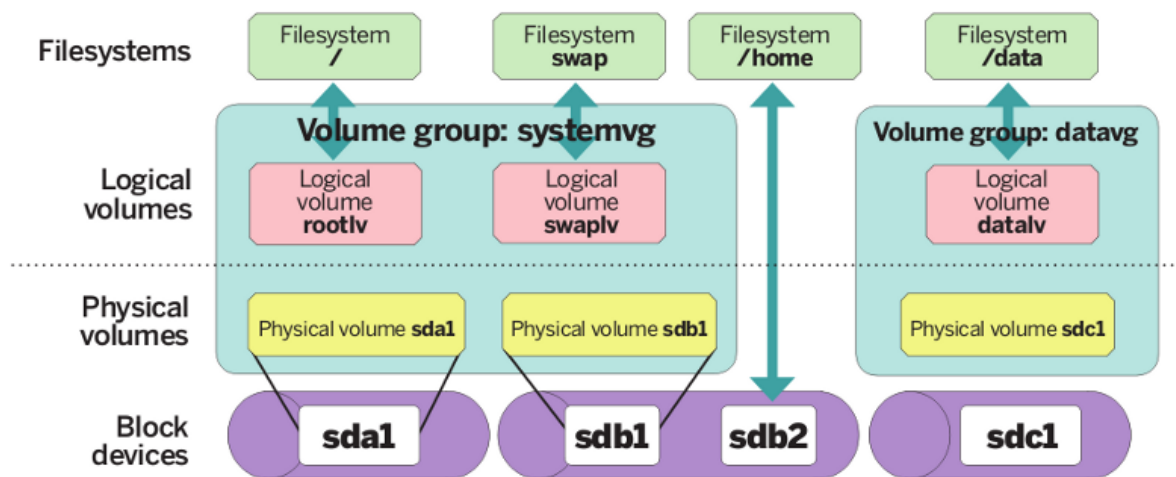 Filesystems
Filesystem
/
Filesystem
swap
Filesystem
/home
Filesystem
/data
Volume group: systemvg
Volume group: datavg
Logical
volumes
Logical
volume
rootlv
Logical
volume
swaplv
Logical
volume
datalv
Physical
volumes
Physical volume sda1
Physical volume sdb1
Physical volume sdc1
Block
devices
sda1
sdb1
sdb2
sdc1